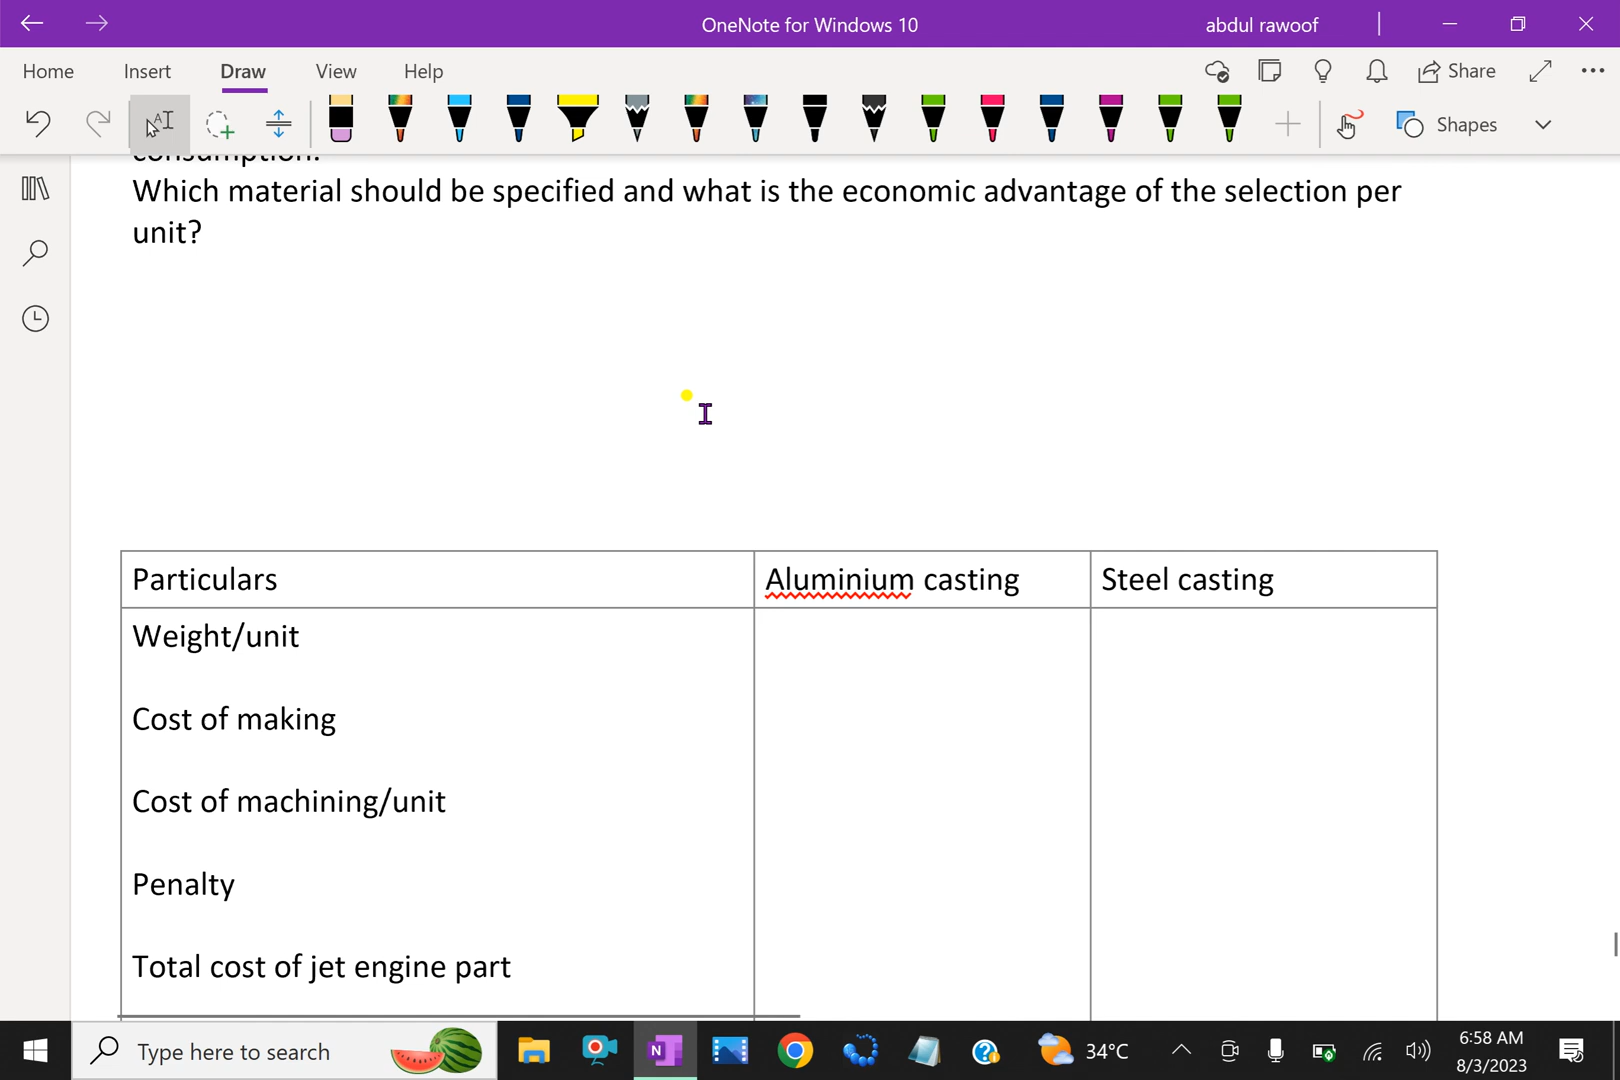 OneNote for Windows 10
abdul rawoof
Home Insert Draw View Help
Share
Shapes
consumption.
Which material should be specified and what is the economic advantage of the selection per
unit?
Particulars Aluminium casting Steel casting
Weight/unit
Cost of making
Cost of machining/unit
Penalty
Total cost of jet engine part
Type here to search
34°C
6:58 AM
8/3/2023